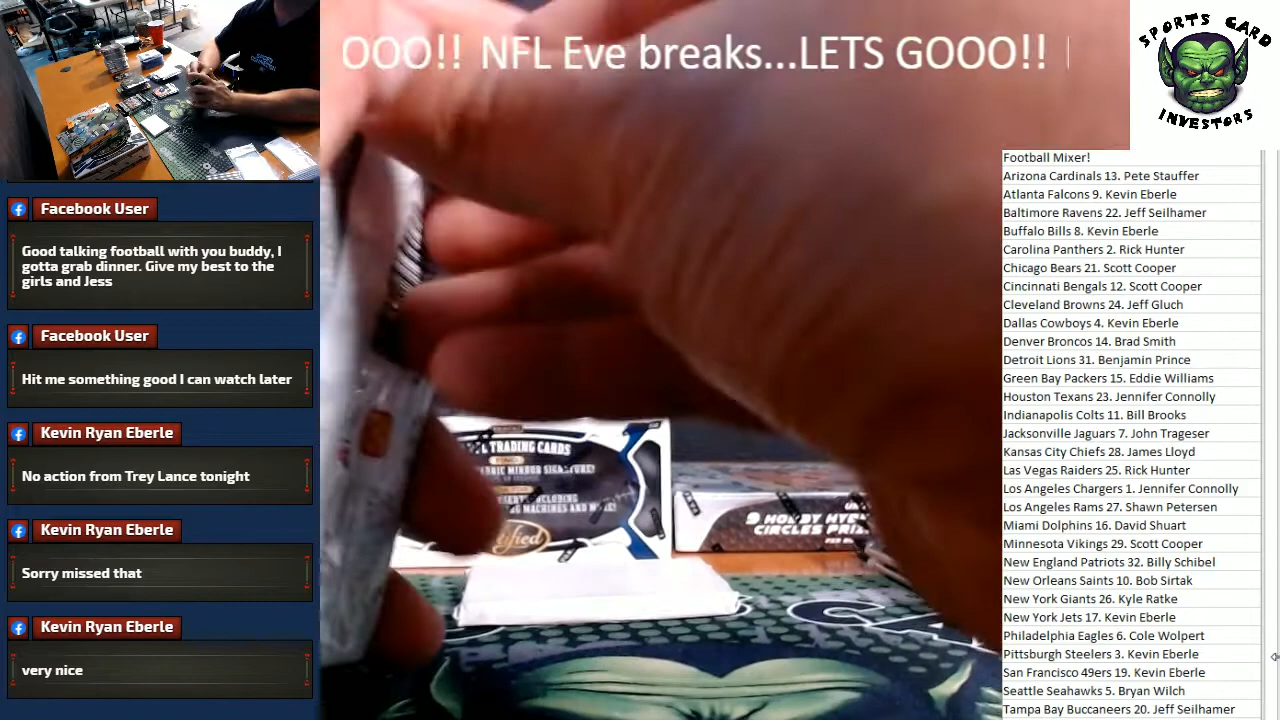 OOO!! NFL Eve breaks...LETS GOOO!!
SPORTS CARD
INVESTORS
Facebook User
Good talking football with you buddy, I
gotta grab dinner. Give my best to the
girls and Jess
Facebook User
Hit me something good I can watch later
Kevin Ryan Eberle
No action from Trey Lance tonight
Kevin Ryan Eberle
Sorry missed that
Kevin Ryan Eberle
very nice
TRADING CARDS
MIRROR SIGNATURE!
INCLUDING
MACHINES AND MORE!
9 HOBBY HYPE
CIRCLES
Football Mixer!
Arizona Cardinals 13. Pete Stauffer
Atlanta Falcons 9. Kevin Eberle
Baltimore Ravens 22. Jeff Seilhamer
Buffalo Bills 8. Kevin Eberle
Carolina Panthers 2. Rick Hunter
Chicago Bears 21. Scott Cooper
Cincinnati Bengals 12. Scott Cooper
Cleveland Browns 24. Jeff Gluch
Dallas Cowboys 4. Kevin Eberle
Denver Broncos 14. Brad Smith
Detroit Lions 31. Benjamin Prince
Green Bay Packers 15. Eddie Williams
Houston Texans 23. Jennifer Connolly
Indianapolis Colts 11. Bill Brooks
Jacksonville Jaguars 7. John Trageser
Kansas City Chiefs 28. James Lloyd
Las Vegas Raiders 25. Rick Hunter
Los Angeles Chargers 1. Jennifer Connolly
Los Angeles Rams 27. Shawn Petersen
Miami Dolphins 16. David Shuart
Minnesota Vikings 29. Scott Cooper
New England Patriots 32. Billy Schibel
New Orleans Saints 10. Bob Sirtak
New York Giants 26. Kyle Ratke
New York Jets 17. Kevin Eberle
Philadelphia Eagles 6. Cole Wolpert
Pittsburgh Steelers 3. Kevin Eberle
San Francisco 49ers 19. Kevin Eberle
Seattle Seahawks 5. Bryan Wilch
Tampa Bay Buccaneers 20. Jeff Seilhamer